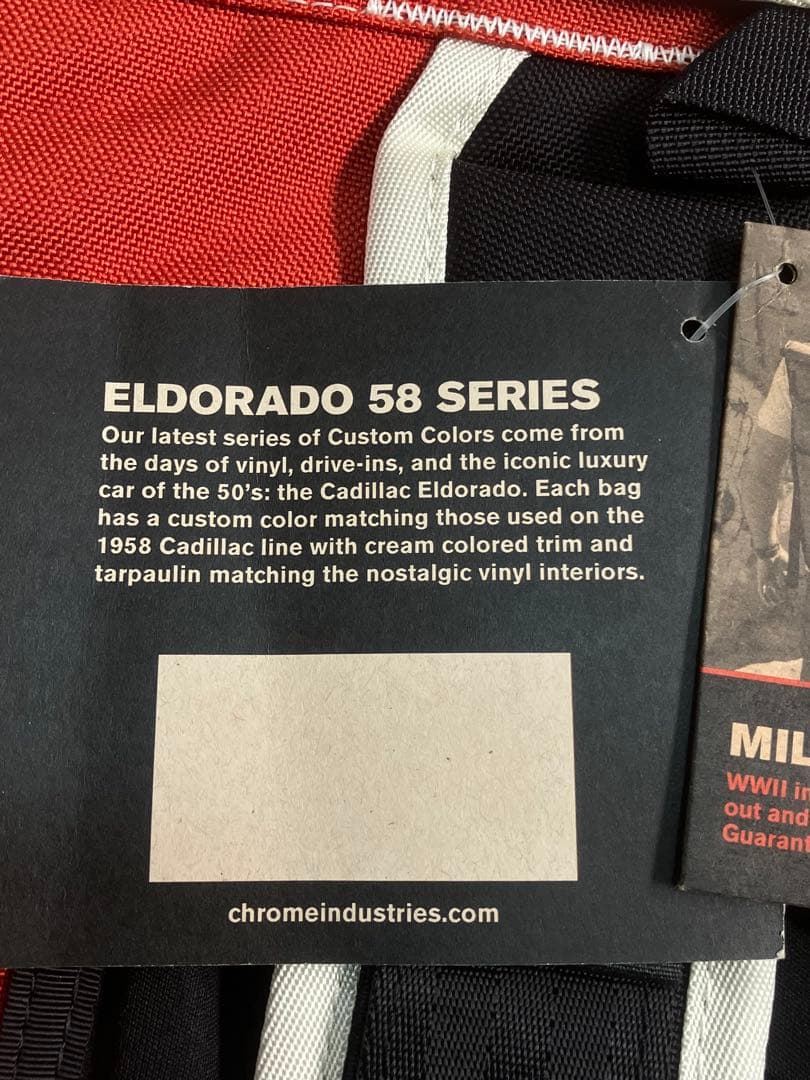 ELDORADO 58 SERIES
Our latest series of Custom Colors come from
the days of vinyl, drive-ins, and the iconic luxury
car of the 50's: the Cadillac Eldorado. Each bag
has a custom color matching those used on the
1958 Cadillac line with cream colored trim and
tarpaulin matching the nostalgic vinyl interiors.
chromeindustries.com
MIL
WWII in
out and
Guarant